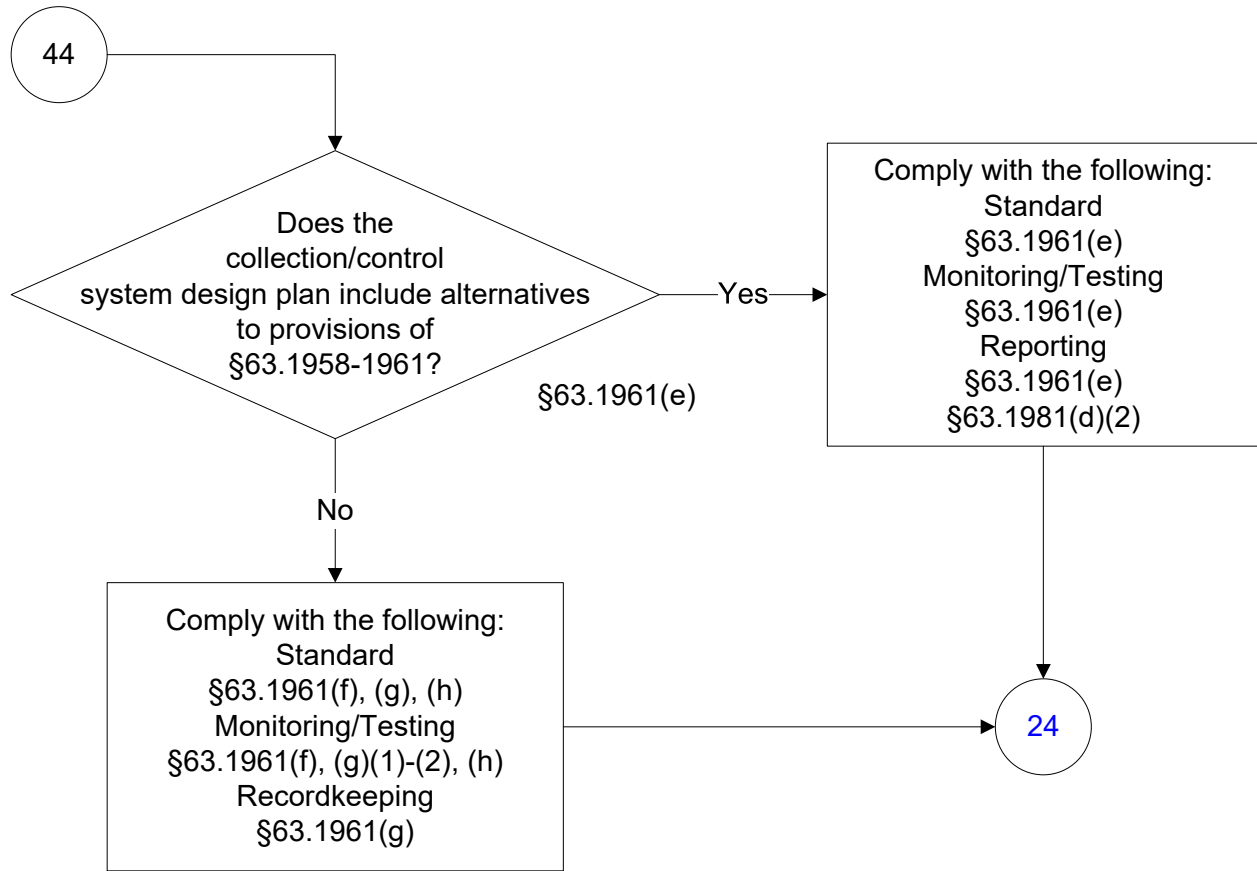 44
Does the
collection/control
system design plan include alternatives
to provisions of
§63.1958-1961?
§63.1961(e)
Yes
Comply with the following:
Standard
§63.1961(e)
Monitoring/Testing
§63.1961(e)
Reporting
§63.1961(e)
§63.1981(d)(2)
No
Comply with the following:
Standard
§63.1961(f), (g), (h)
Monitoring/Testing
§63.1961(f), (g)(1)-(2), (h)
Recordkeeping
§63.1961(g)
24